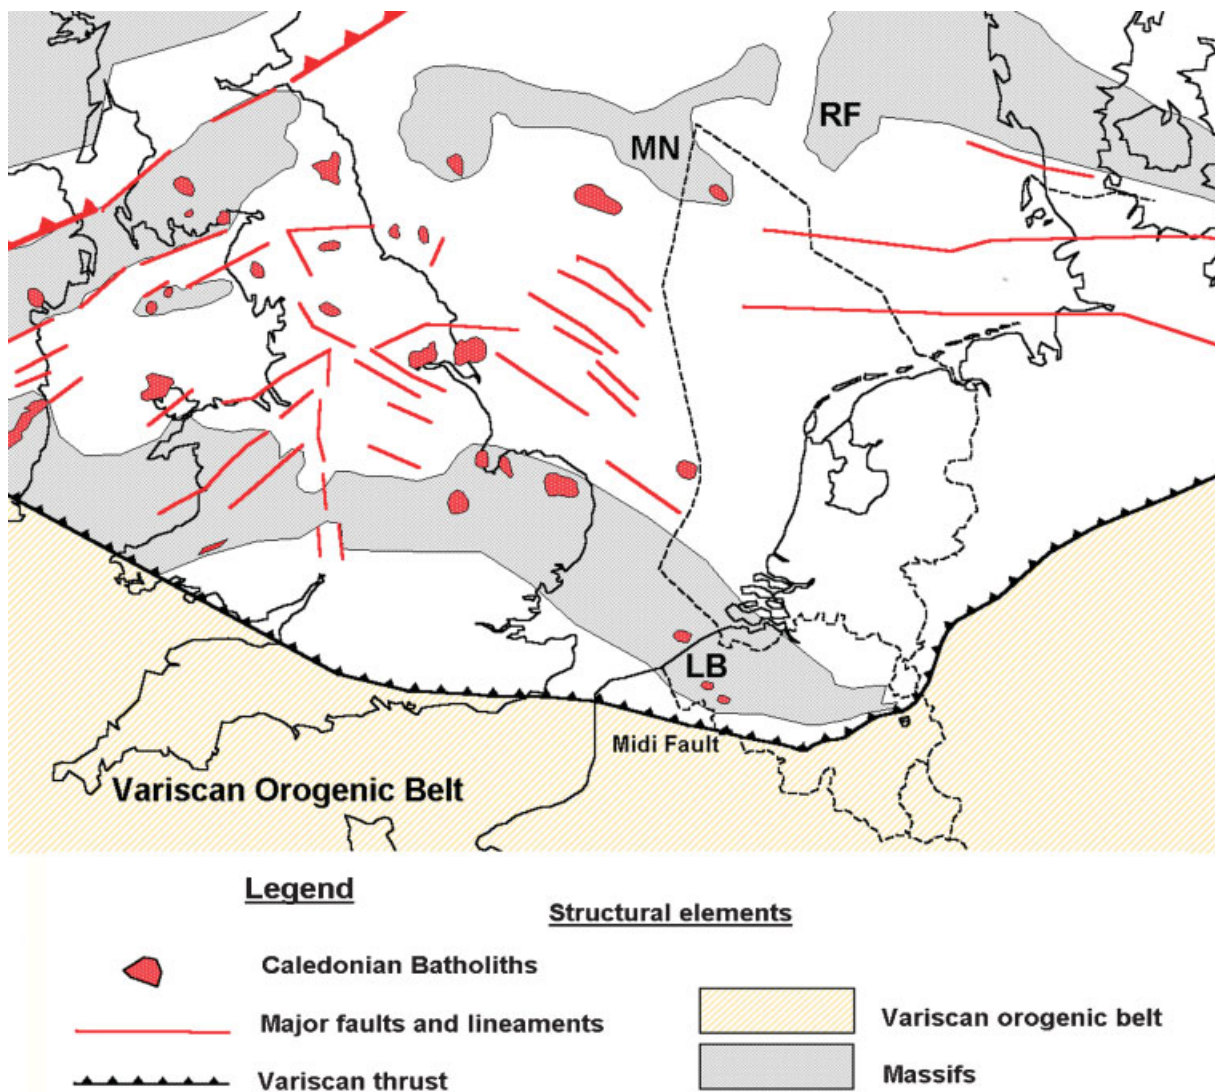 RF
MN
LB
Midi Fault
Variscan Orogenic Belt
Legend
Structural elements
Caledonian Batholiths
Major faults and lineaments
Variscan orogenic belt
Variscan thrust
Massifs